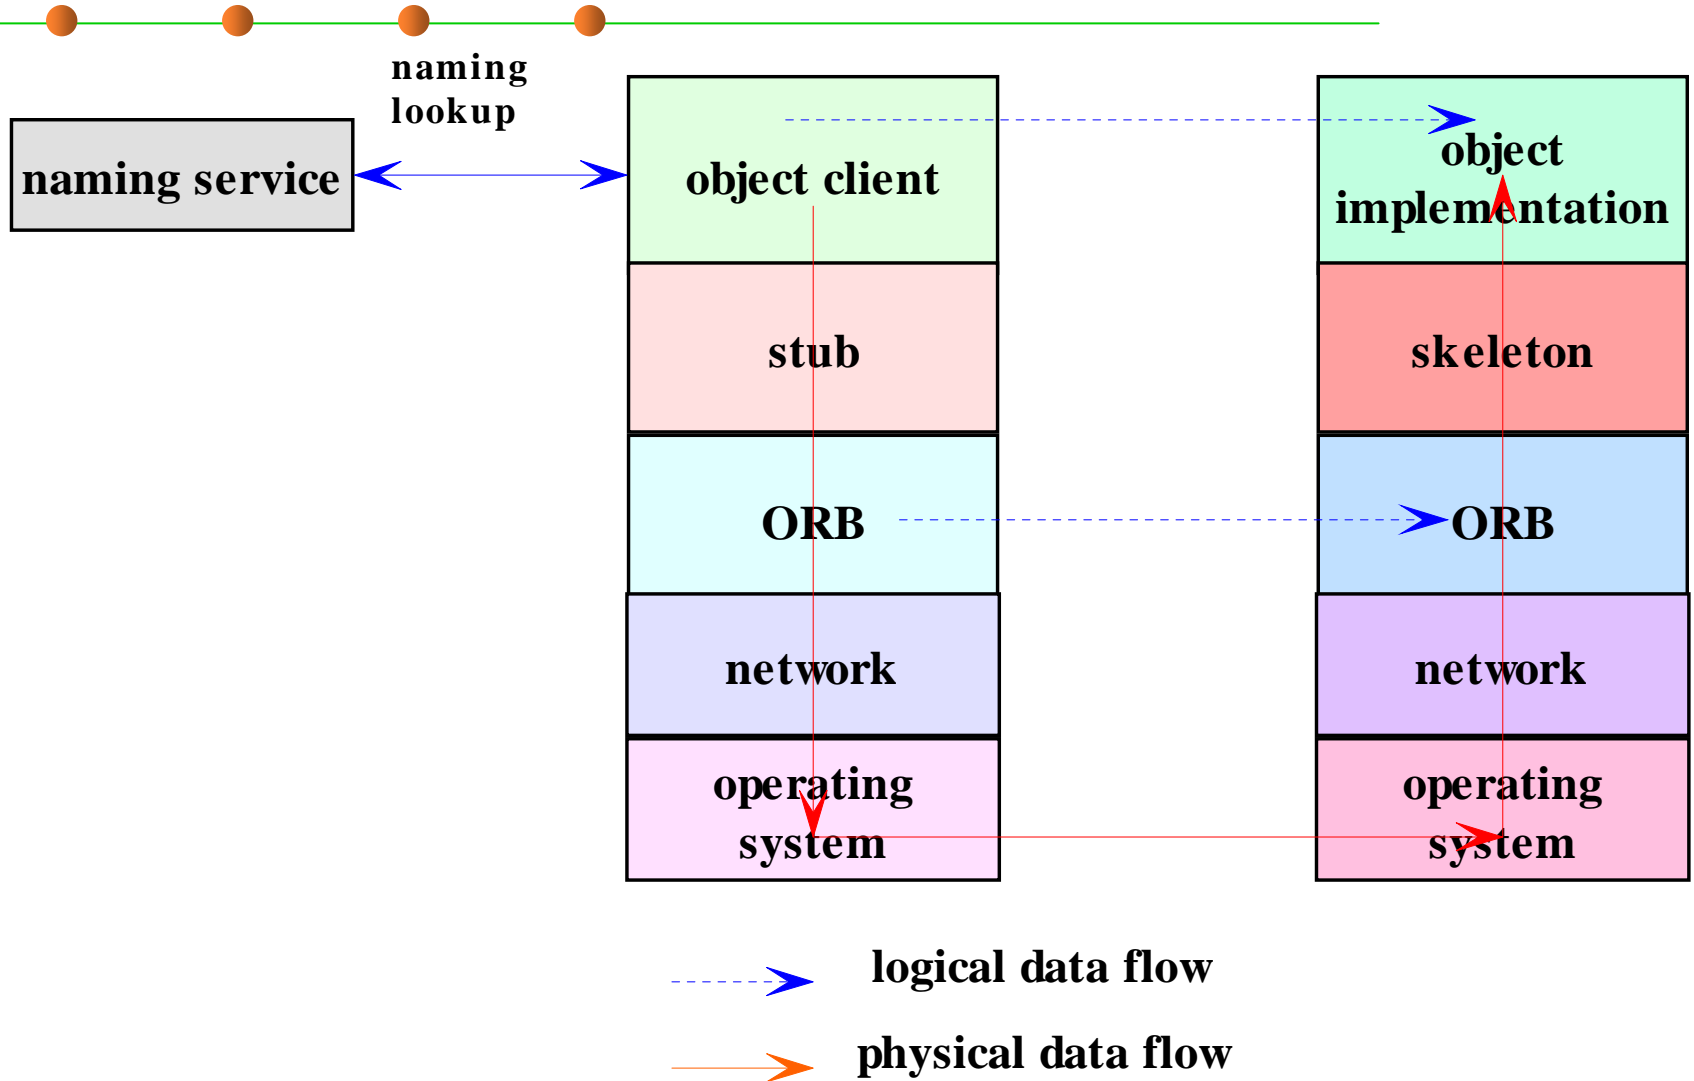 naming
lookup
naming service
object client
object
implementation
stub
skeleton
ORB
ORB
network
network
operating
system
operating
system
logical data flow
physical data flow